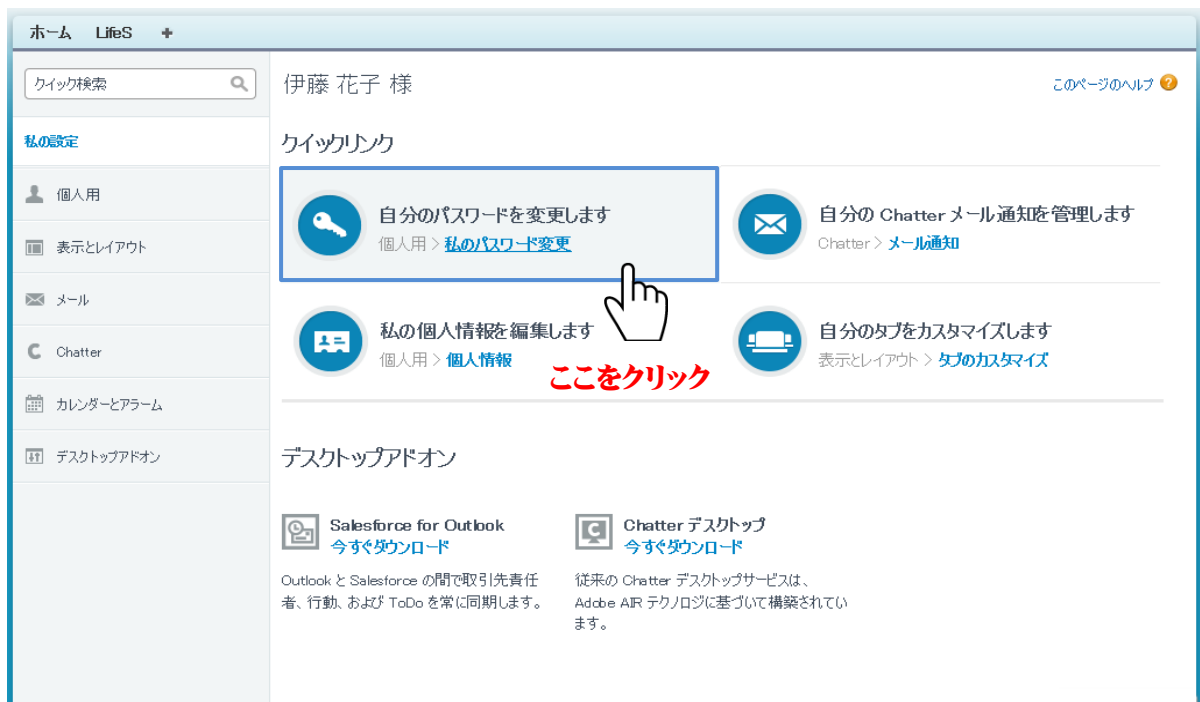 ホーム LifeS +
クイック検索
伊藤 花子 様
このページのヘルプ ?
私の設定
個人用
表示とレイアウト
メール
Chatter
カレンダーとアラーム
デスクトップアドオン
クイックリンク
自分のパスワードを変更します
個人用 > 私のパスワード変更
自分の Chatter メール通知を管理します
Chatter > メール通知
私の個人情報を編集します
個人用 > 個人情報
自分のタブをカスタマイズします
表示とレイアウト > タブのカスタマイズ
ここをクリック
デスクトップアドオン
Salesforce for Outlook
今すぐダウンロード
Outlook と Salesforce の間で取引先責任
者、行動、および ToDo を常に同期します。
Chatter デスクトップ
今すぐダウンロード
従来の Chatter デスクトップサービスは、
Adobe AIR テクノロジに基づいて構築されてい
ます。